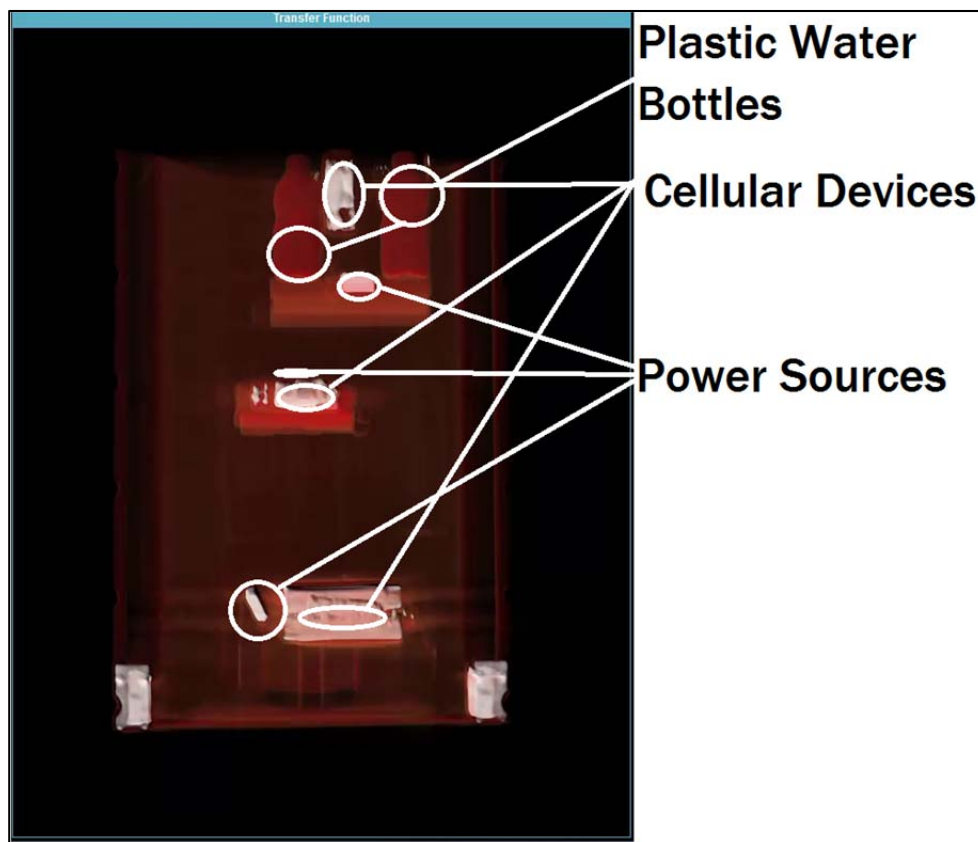 Transfer Function
Plastic Water
Bottles
Cellular Devices
Power Sources